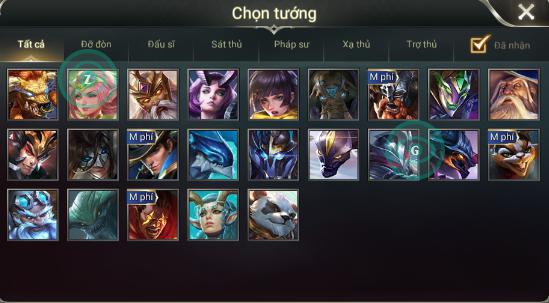 Chọn tướng
Tất cả Đỡ đòn Đấu sĩ Sát thủ Pháp sư Xạ thủ Trợ thủ Đã nhận
Z M phí
M phí G M phí
M phí